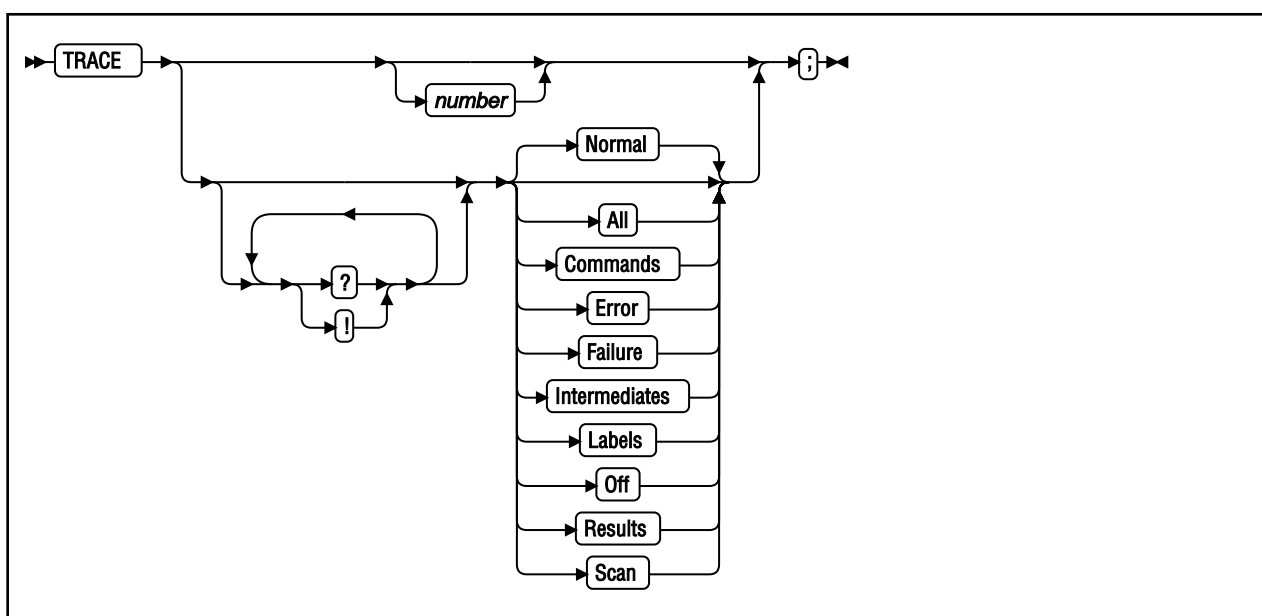 TRACE
;
number
Normal
All
Commands
?
Error
!
Failure
Intermediates
Labels
Off
Results
Scan